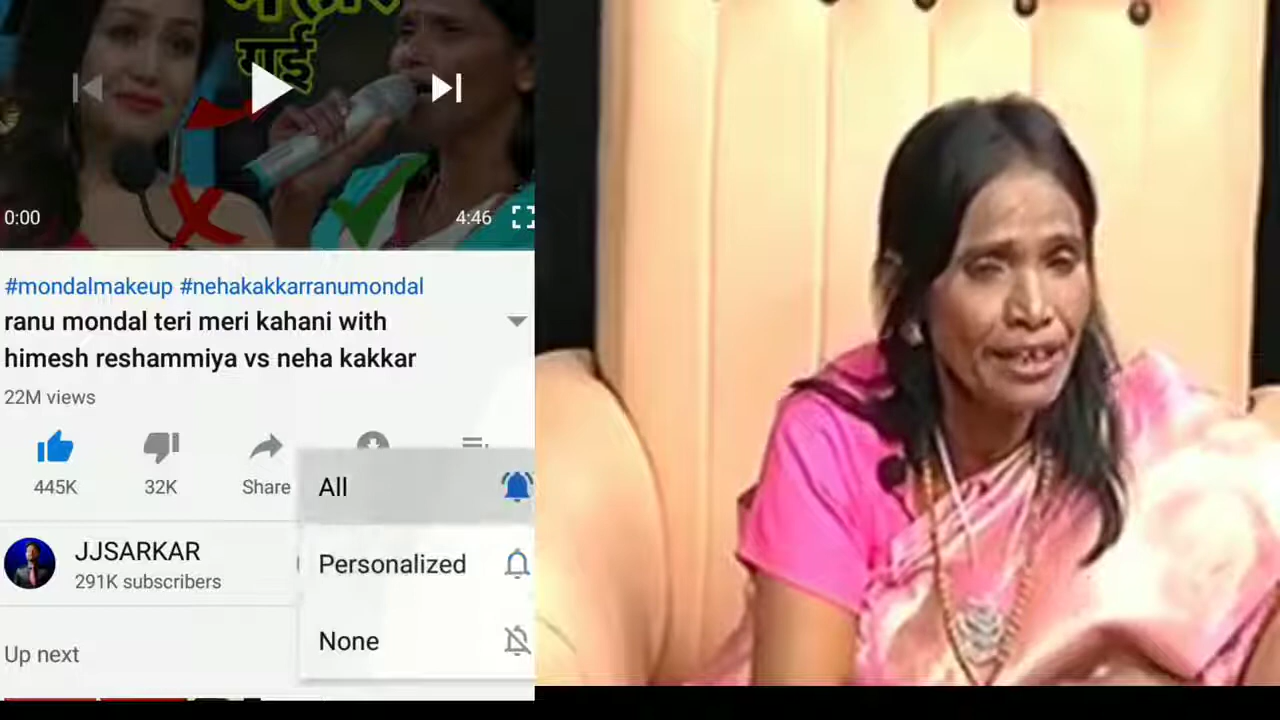 गई
0:00
4:46
#mondalmakeup #nehakakkarranumondal
ranu mondal teri meri kahani with
himesh reshammiya vs neha kakkar
22M views
445K
32K
Share
All
JJSARKAR
291K subscribers
Personalized
None
Up next